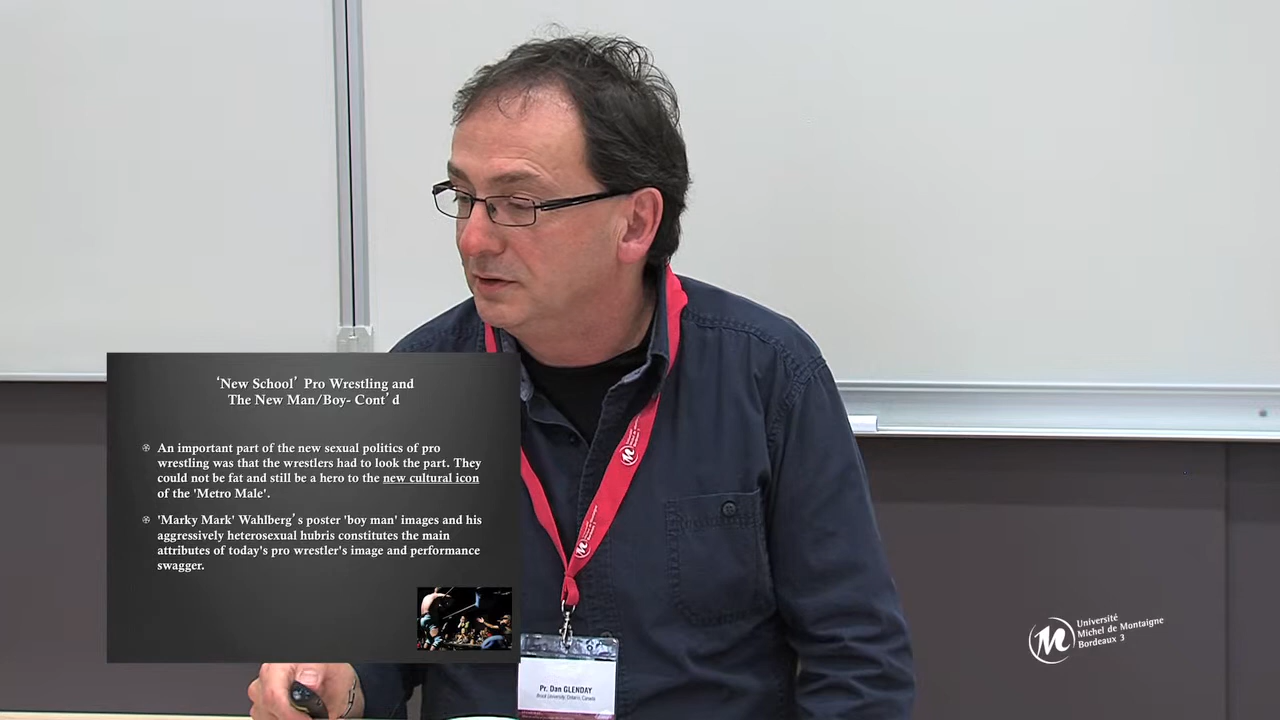 'New School' Pro Wrestling and
The New Man/Boy- Cont'd
An important part of the new sexual politics of pro
wrestling was that the wrestlers had to look the part. They
could not be fat and still be a hero to the new cultural icon
of the 'Metro Male'.
'Marky Mark' Wahlberg's poster 'boy man' images and his
aggressively heterosexual hubris constitutes the main
attributes of today's pro wrestler's image and performance
swagger.
Université
Michel de Montaigne
Bordeaux 3
Pr. Dan GLENDAY
Brock University, Ontario, Canada